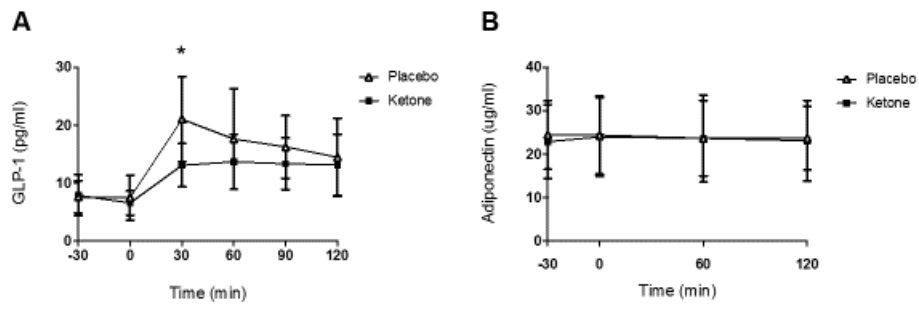 A
*
30
20
10
0
GLP-1 (pg/ml)
-30 0 30 60 90 120
Time (min)
Placebo
Ketone
B
40
30
20
10
0
Adiponectin (ug/ml)
-30 0 60 120
Time (min)
Placebo
Ketone